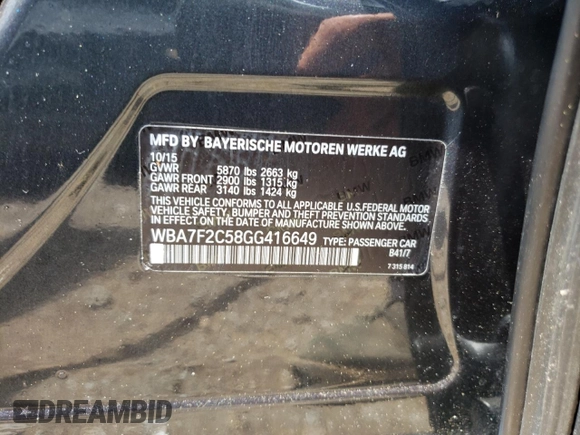 MFD BY BAYERISCHE MOTOREN WERKE AG
10/15
GVWR 5870 lbs 2663 kg
GAWR FRONT 2900 lbs 1315 kg
GAWR REAR 3140 lbs 1424 kg
THIS VEHICLE CONFORMS TO ALL APPLICABLE U.S.FEDERAL MOTOR
VEHICLE SAFETY, BUMPER, AND THEFT PREVENTION STANDARDS
IN EFFECT ON THE DATE OF MANUFACTURE SHOWN ABOVE.
WBA7F2C58GG416649 TYPE: PASSENGER CAR
B41/7
7 315 814
DREAMBID